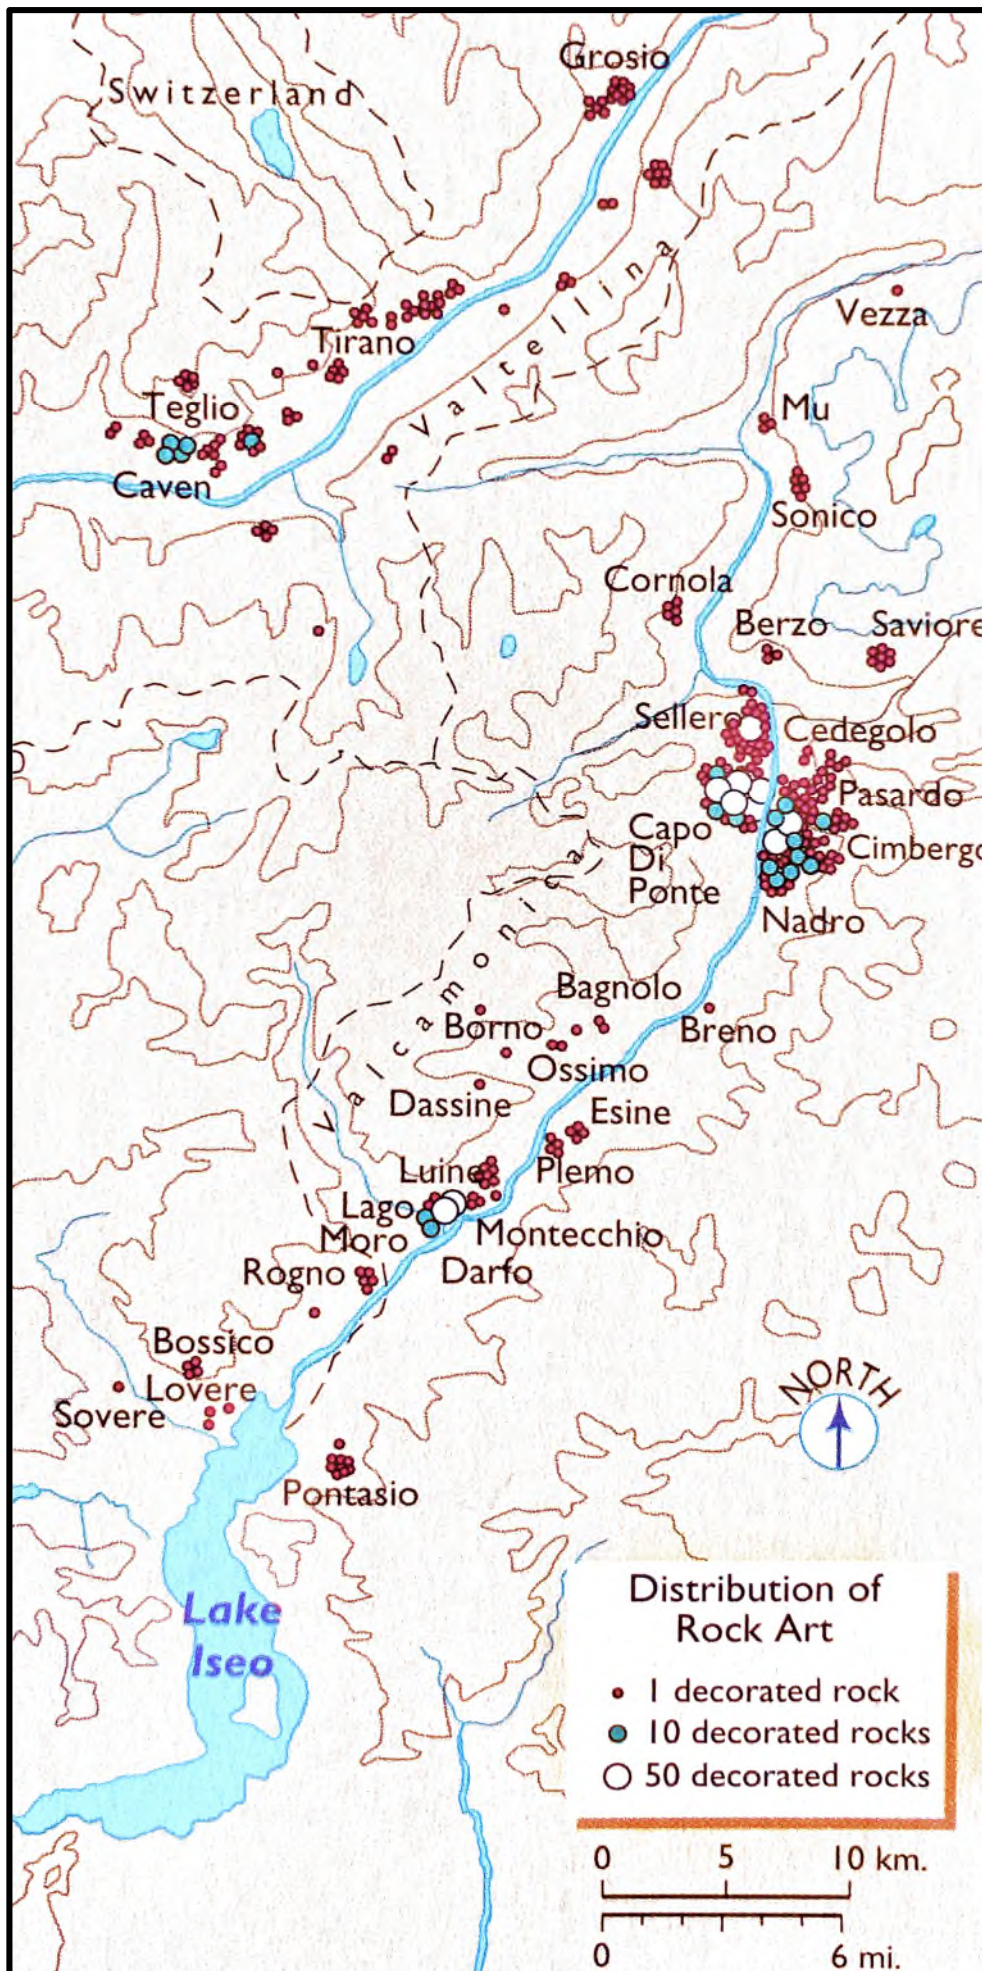 Grosio
Switzerland
Valtellina
Vezza
Tirano
Mu
Teglio
Caven
Sonico
Cornola
Berzo
Saviore
Sellero
Cedegolo
Pasardo
Capo
Di
Ponte
Cimbergo
Nadro
Valcamonica
Bagnolo
Borno
Breno
Ossimo
Dassine
Esine
Luine
Plemo
Lago
Moro
Montecchio
Rogno
Darfo
Bossico
Lovere
Sovere
NORTH
Pontasio
Lake
Iseo
Distribution of
Rock Art
1 decorated rock
10 decorated rocks
50 decorated rocks
0 5 10 km.
0 6 mi.